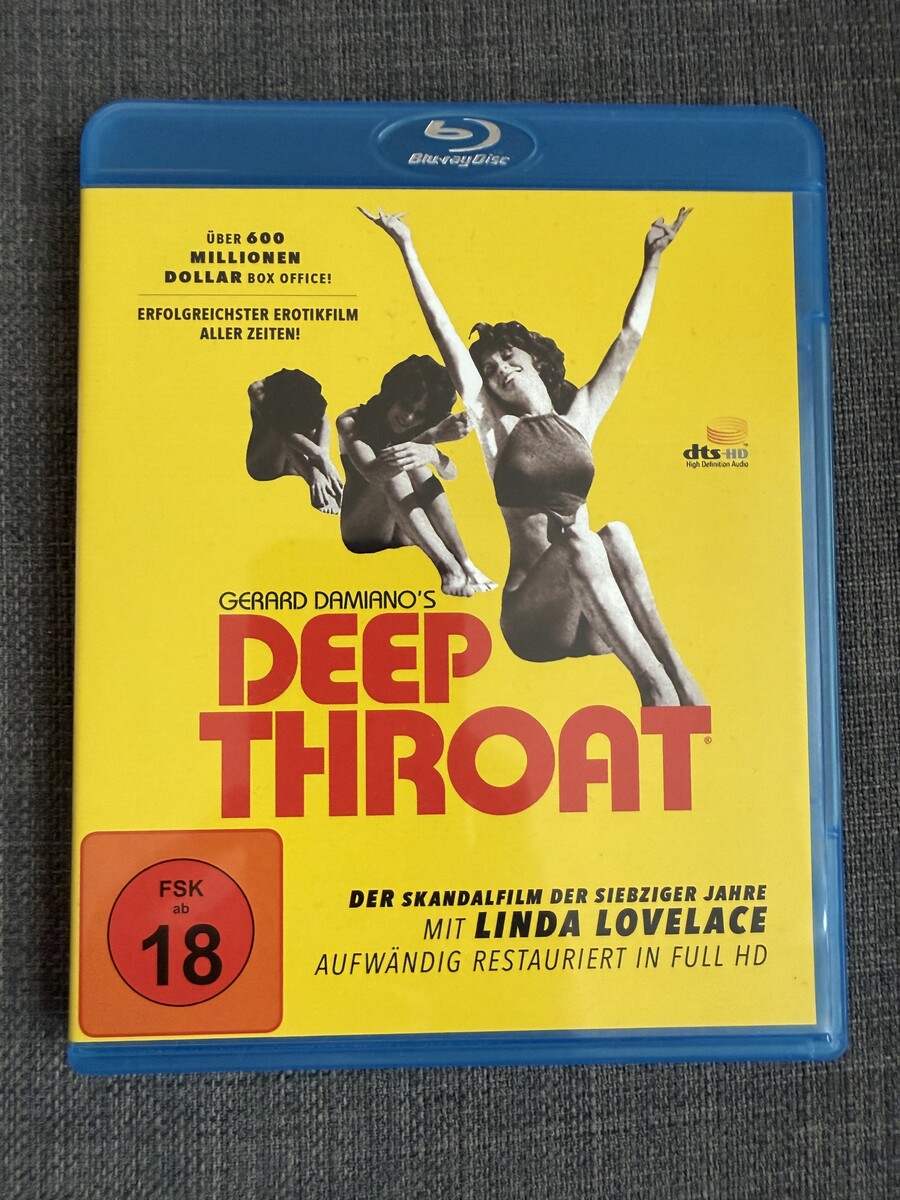 Blu-ray Disc
ÜBER 600
MILLIONEN
DOLLAR BOX OFFICE!
ERFOLGREICHSTER EROTIKFILM
ALLER ZEITEN!
dts-HD
High Definition Audio
GERARD DAMIANO'S
DEEP
THROAT®
FSK
ab
18
DER SKANDALFILM DER SIEBZIGER JAHRE
MIT LINDA LOVELACE
AUFWÄNDIG RESTAURIERT IN FULL HD